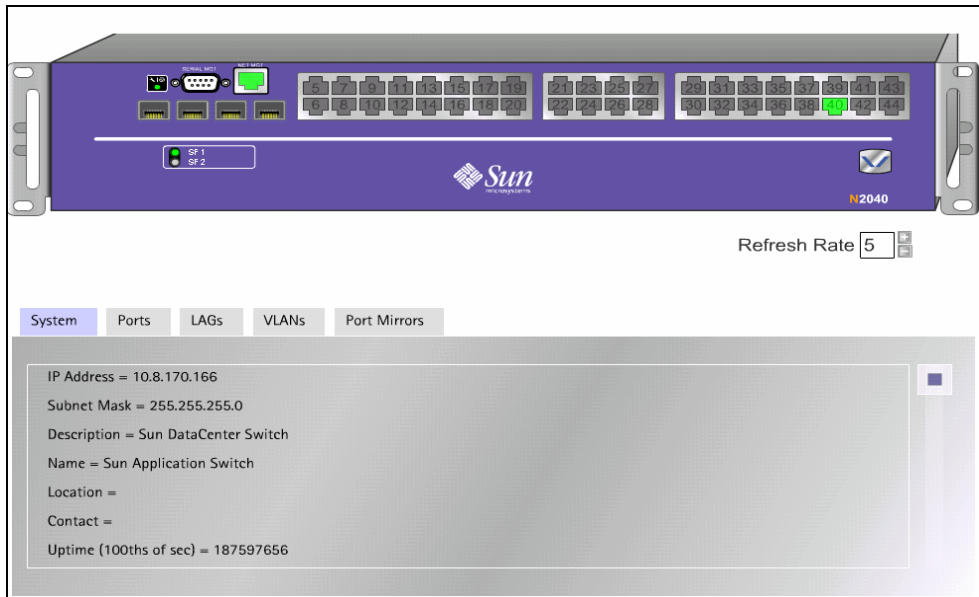 SERIAL MGT NET MGT
5 7 9 11 13 15 17 19 21 23 25 27 29 31 33 35 37 39 41 43
6 8 10 12 14 16 18 20 22 24 26 28 30 32 34 36 38 40 42 44
SF 1
SF 2
Sun
microsystems
N2040
Refresh Rate 5
System Ports LAGs VLANs Port Mirrors
IP Address = 10.8.170.166
Subnet Mask = 255.255.255.0
Description = Sun DataCenter Switch
Name = Sun Application Switch
Location =
Contact =
Uptime (100ths of sec) = 187597656